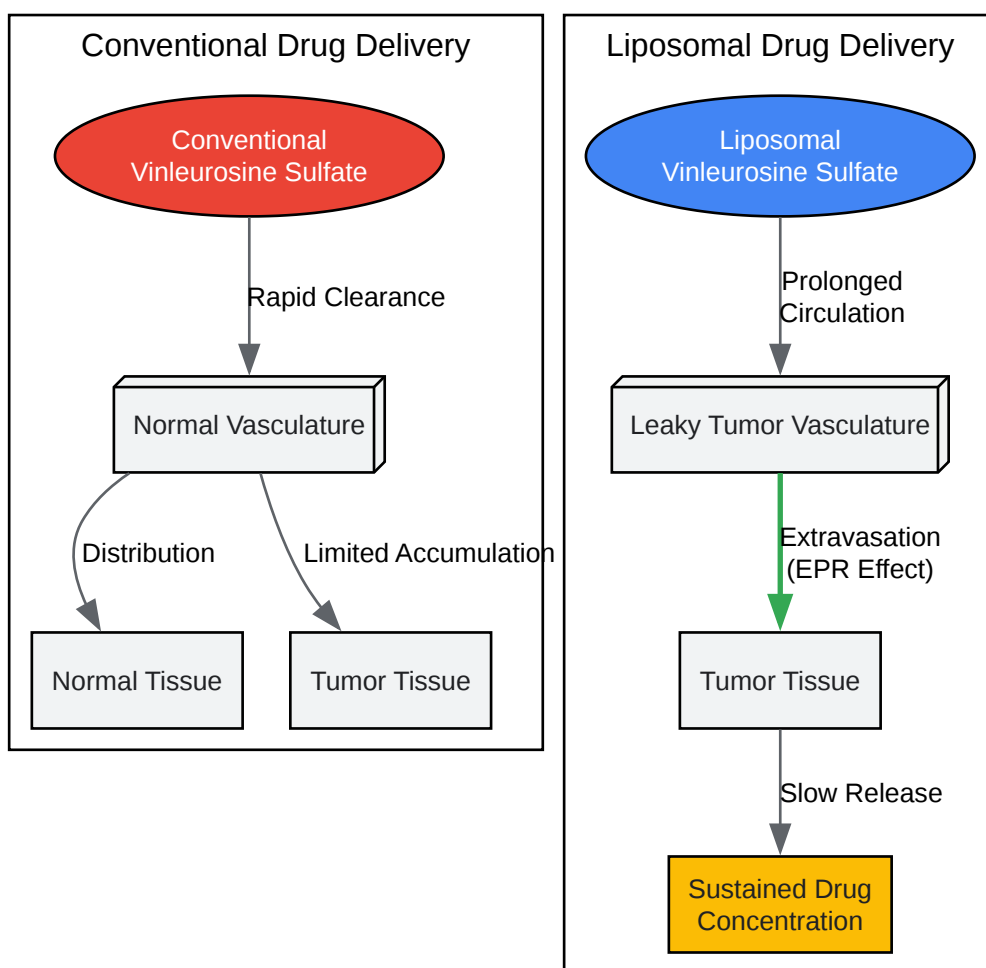 Conventional Drug Delivery
Conventional
Vinleurosine Sulfate
Rapid Clearance
Normal Vasculature
Distribution
Limited Accumulation
Normal Tissue
Tumor Tissue
Liposomal Drug Delivery
Liposomal
Vinleurosine Sulfate
Prolonged
Circulation
Leaky Tumor Vasculature
Extravasation
(EPR Effect)
Tumor Tissue
Slow Release
Sustained Drug
Concentration